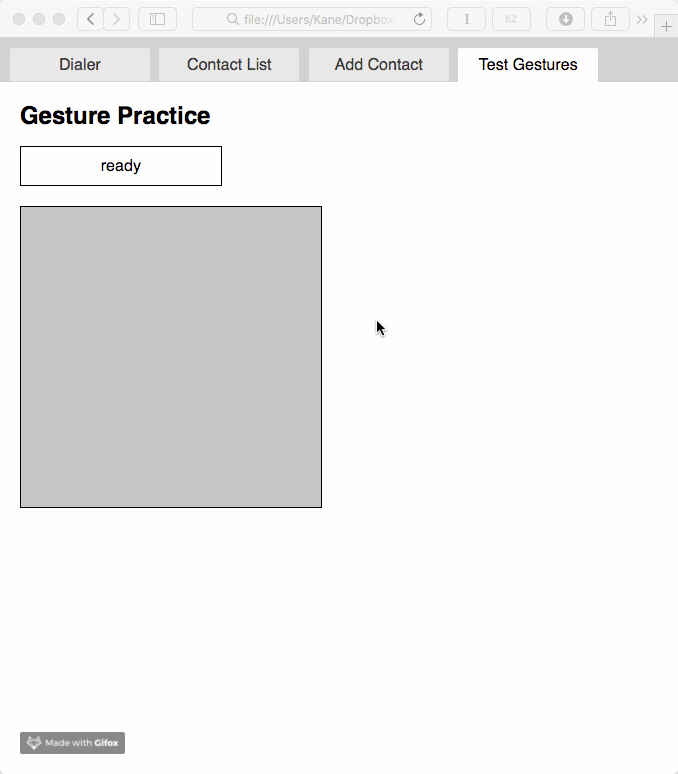 file:///Users/Kane/Dropbox/
I
EZ
Dialer
Contact List
Add Contact
Test Gestures
Gesture Practice
ready
Made with Gifox